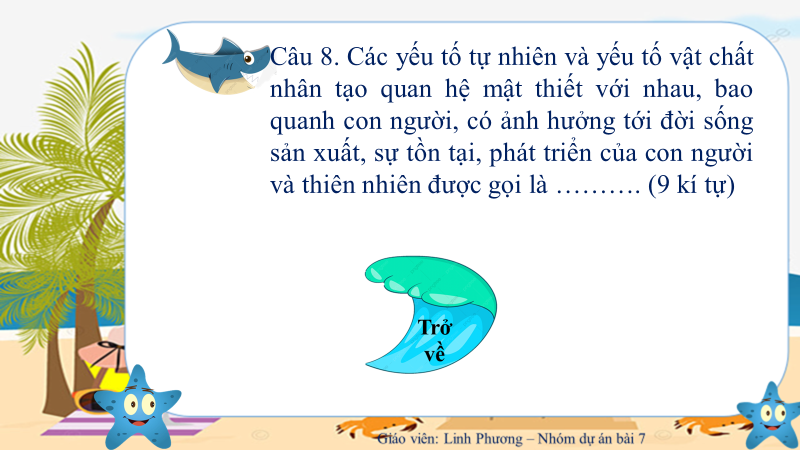 Câu 8. Các yếu tố tự nhiên và yếu tố vật chất
nhân tạo quan hệ mật thiết với nhau, bao
quanh con người, có ảnh hưởng tới đời sống
sản xuất, sự tồn tại, phát triển của con người
và thiên nhiên được gọi là ………. (9 kí tự)
Trở
về
Giáo viên: Linh Phương – Nhóm dự án bài 7